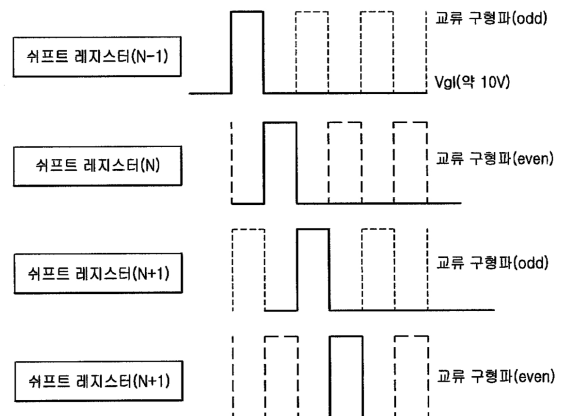 교류 구형파(odd)
쉬프트 레지스터(N-1)
Vgl(약 10V)
쉬프트 레지스터(N)
교류 구형파(even)
쉬프트 레지스터(N+1)
교류 구형파(odd)
쉬프트 레지스터(N+1)
교류 구형파(even)